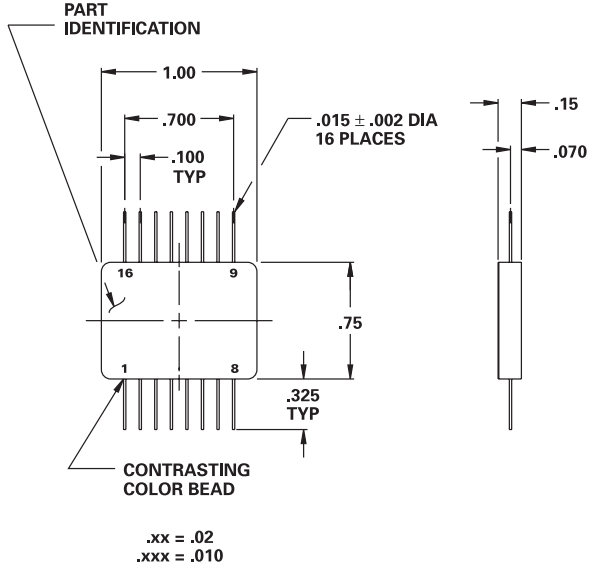 PART
IDENTIFICATION
1.00
.700
.015 ± .002 DIA
16 PLACES
.100
TYP
.15
.070
16
9
.75
1
8
.325
TYP
CONTRASTING
COLOR BEAD
.xx = .02
.xxx = .010